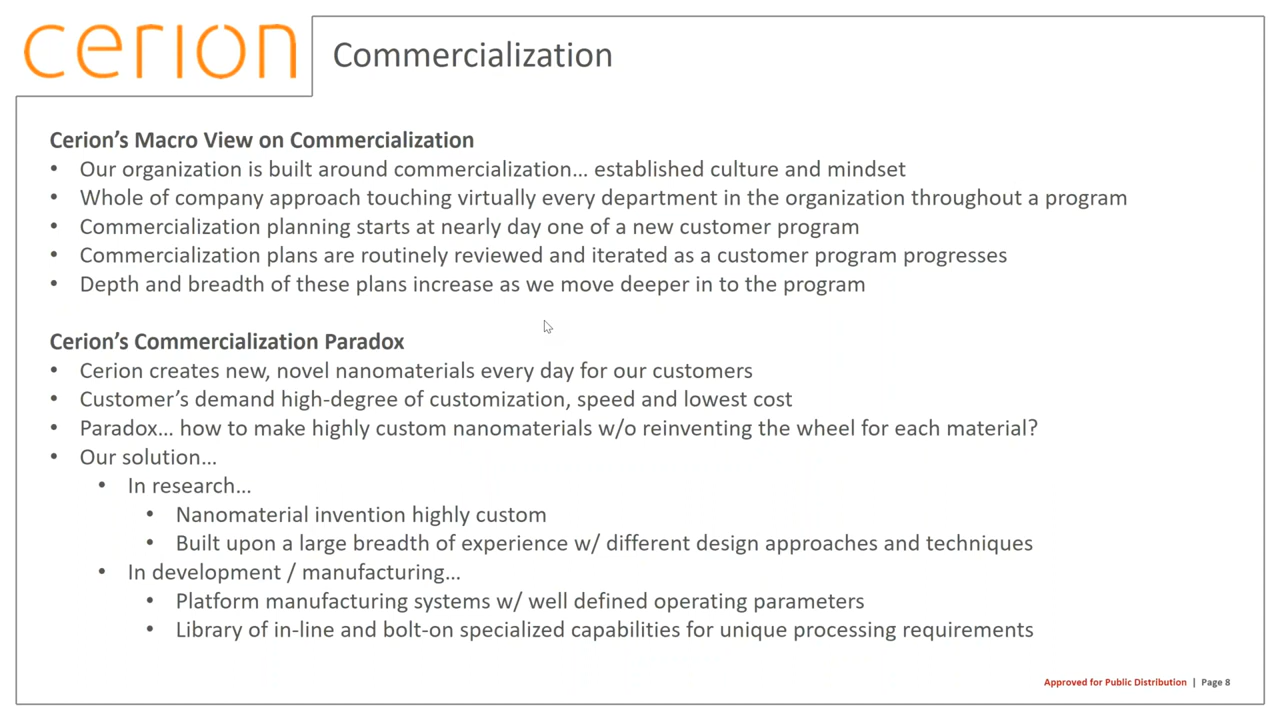 cerion
Commercialization
Cerion’s Macro View on Commercialization
• Our organization is built around commercialization… established culture and mindset
• Whole of company approach touching virtually every department in the organization throughout a program
• Commercialization planning starts at nearly day one of a new customer program
• Commercialization plans are routinely reviewed and iterated as a customer program progresses
• Depth and breadth of these plans increase as we move deeper in to the program
Cerion’s Commercialization Paradox
• Cerion creates new, novel nanomaterials every day for our customers
• Customer’s demand high-degree of customization, speed and lowest cost
• Paradox… how to make highly custom nanomaterials w/o reinventing the wheel for each material?
• Our solution…
• In research…
• Nanomaterial invention highly custom
• Built upon a large breadth of experience w/ different design approaches and techniques
• In development / manufacturing…
• Platform manufacturing systems w/ well defined operating parameters
• Library of in-line and bolt-on specialized capabilities for unique processing requirements
Approved for Public Distribution | Page 8